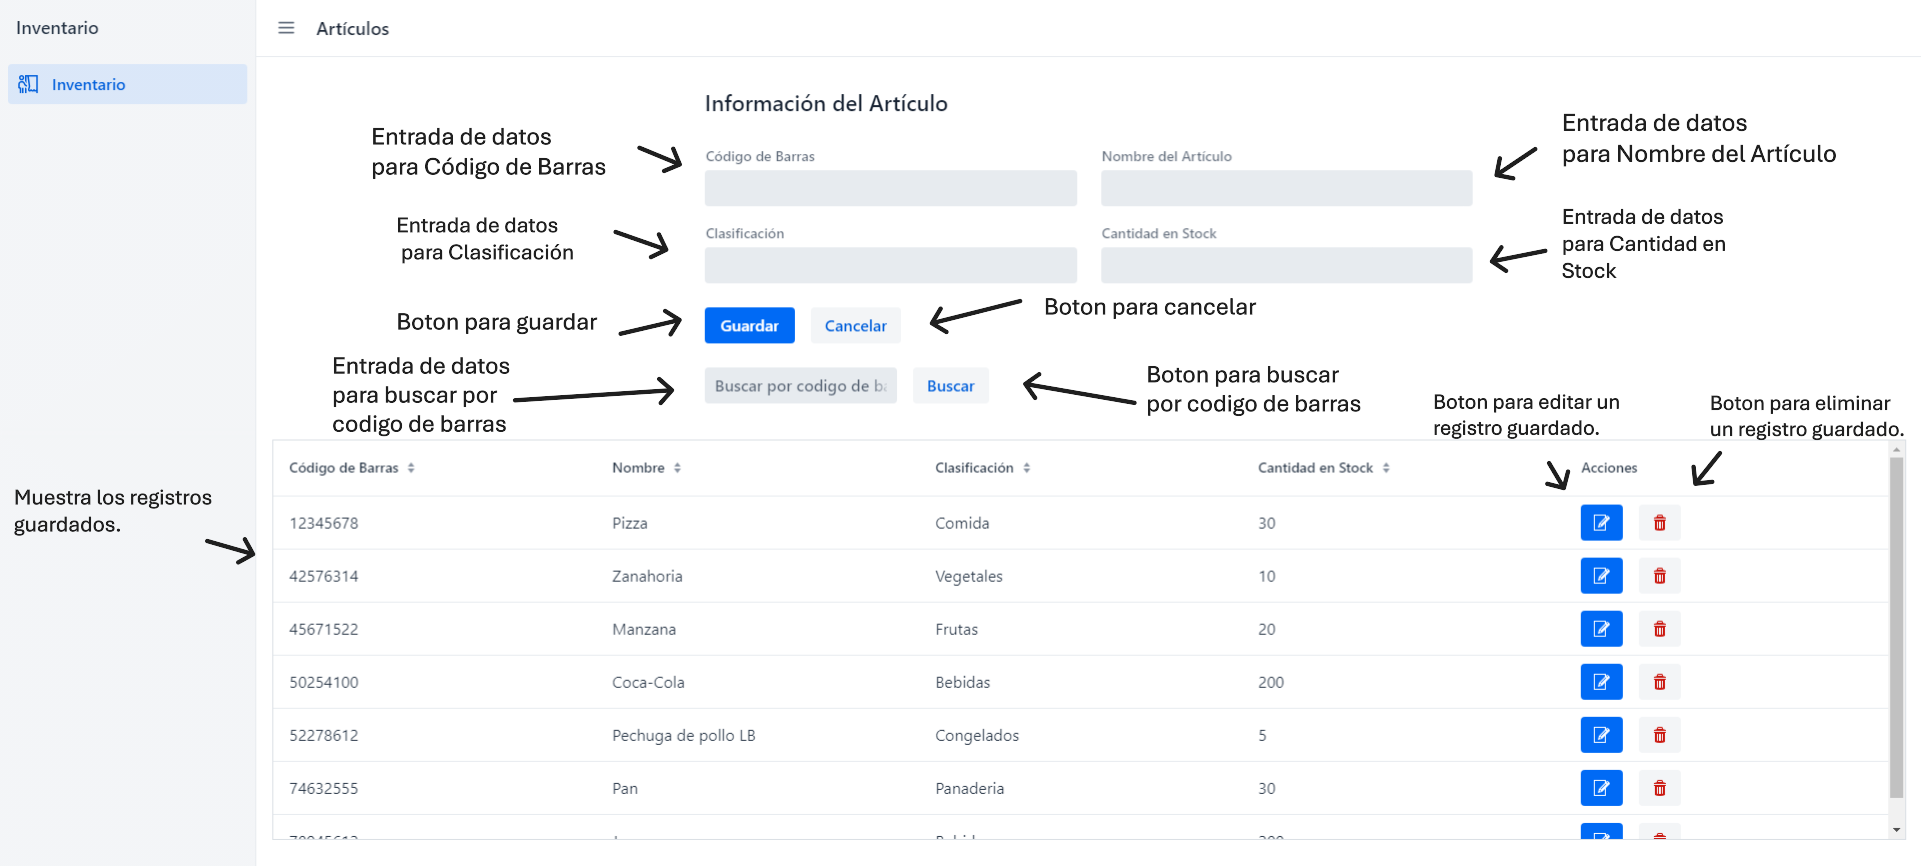 Inventario
Artículos
Inventario
Información del Artículo
Entrada de datos
para Código de Barras
Entrada de datos
para Nombre del Artículo
Código de Barras
Nombre del Artículo
Entrada de datos
para Clasificación
Entrada de datos
para Cantidad en
Stock
Clasificación
Cantidad en Stock
Boton para guardar
Guardar
Cancelar
Boton para cancelar
Entrada de datos
para buscar por
codigo de barras
Buscar por codigo de
Buscar
Boton para buscar
por codigo de barras
Boton para editar un
registro guardado.
Boton para eliminar
un registro guardado.
Muestra los registros
guardados.
Código de Barras Nombre Clasificación Cantidad en Stock Acciones
12345678 Pizza Comida 30
42576314 Zanahoria Vegetales 10
45671522 Manzana Frutas 20
50254100 Coca-Cola Bebidas 200
52278612 Pechuga de pollo LB Congelados 5
74632555 Pan Panaderia 30